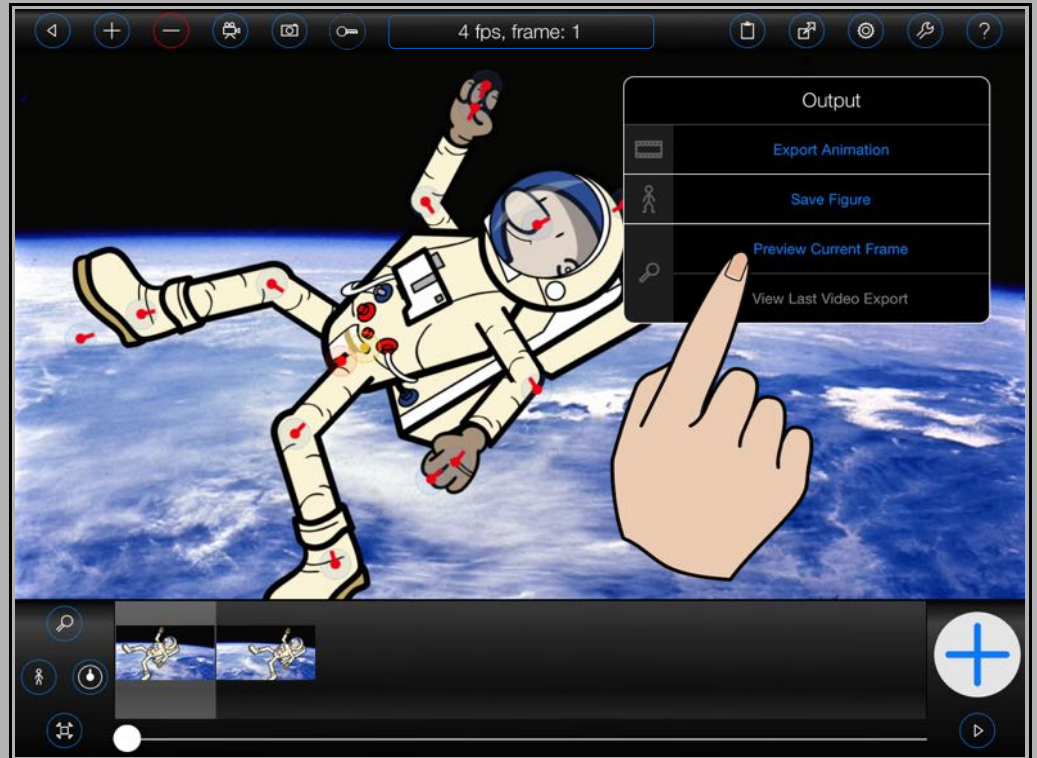 4 fps, frame: 1
?
Output
Export Animation
Save Figure
Preview Current Frame
View Last Video Export